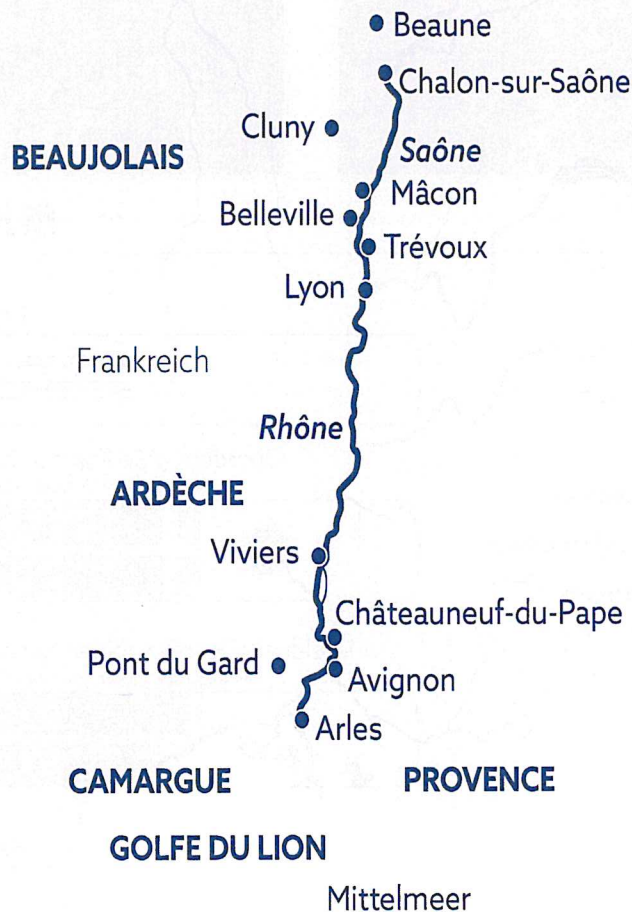 Beaune
Chalon-sur-Saône
Cluny
BEAUJOLAIS
Saône
Mâcon
Belleville
Trévoux
Lyon
Frankreich
Rhône
ARDÈCHE
Viviers
Châteauneuf-du-Pape
Pont du Gard
Avignon
Arles
CAMARGUE
PROVENCE
GOLFE DU LION
Mittelmeer